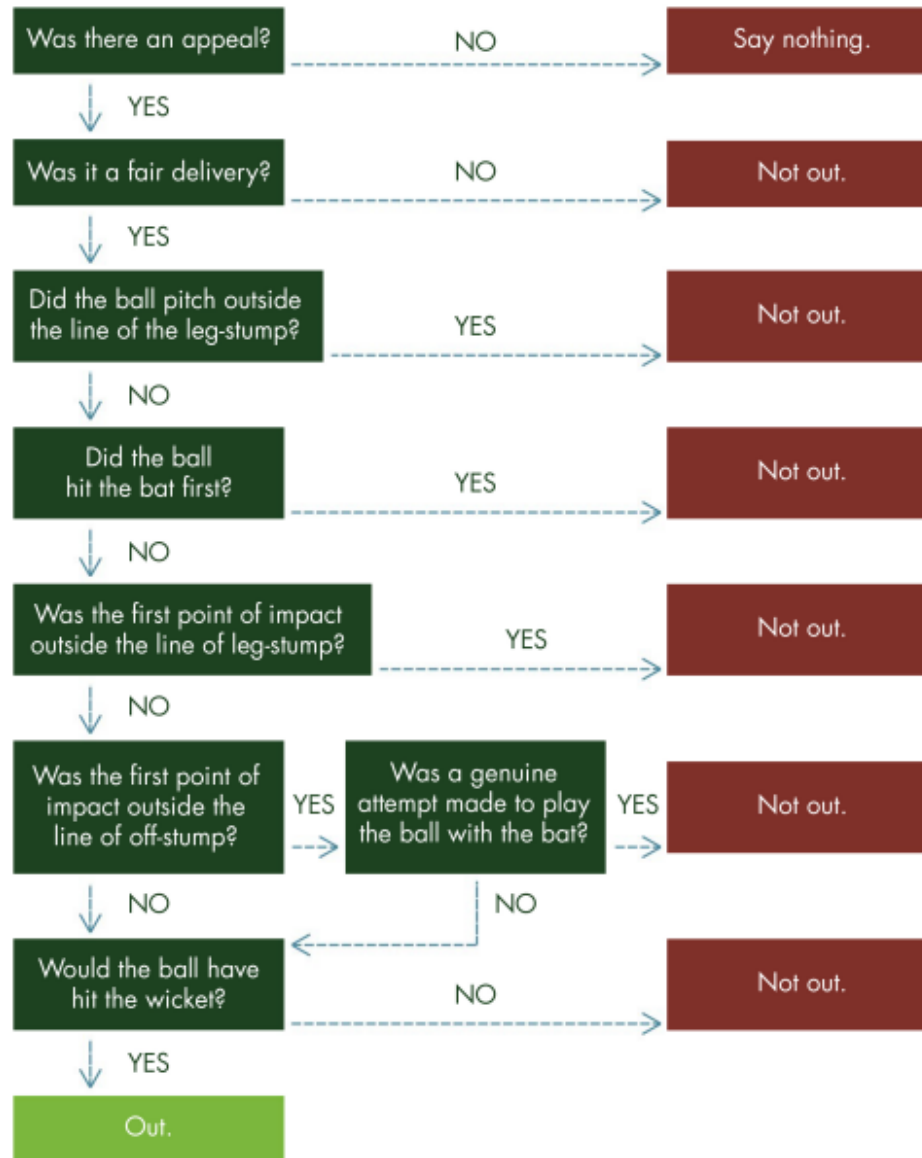 Was there an appeal?
NO
Say nothing.
YES
Was it a fair delivery?
NO
Not out.
YES
Did the ball pitch outside
the line of the leg-stump?
YES
Not out.
NO
Did the ball
hit the bat first?
YES
Not out.
NO
Was the first point of impact
outside the line of leg-stump?
YES
Not out.
NO
Was the first point of
impact outside the
line of off-stump?
YES
Was a genuine
attempt made to play
the ball with the bat?
YES
Not out.
NO
NO
Would the ball have
hit the wicket?
NO
Not out.
YES
Out.